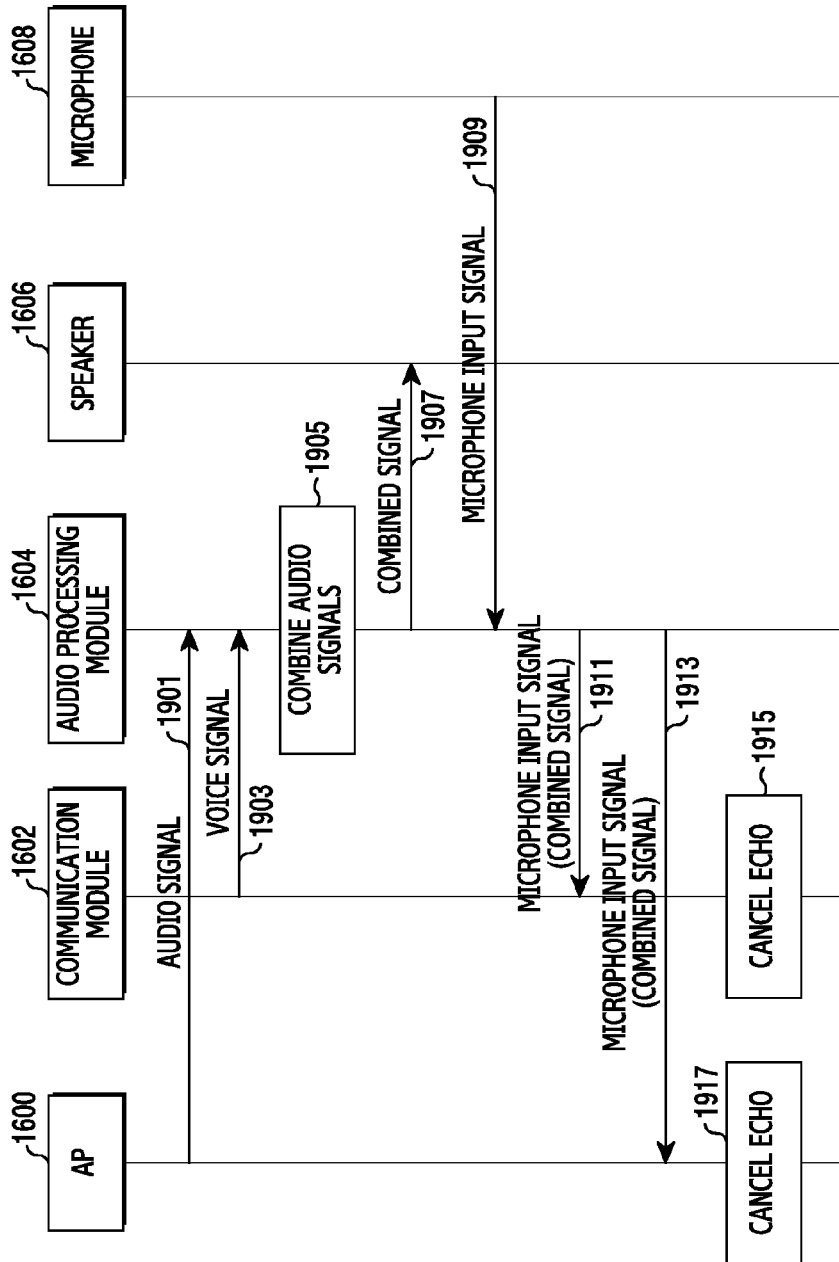 1600
AP
1602
COMMUNICATION
MODULE
1604
AUDIO PROCESSING
MODULE
1606
SPEAKER
1608
MICROPHONE
AUDIO SIGNAL
1901
VOICE SIGNAL
1903
COMBINE AUDIO
SIGNALS
1905
COMBINED SIGNAL
1907
MICROPHONE INPUT SIGNAL
1909
MICROPHONE INPUT SIGNAL
(COMBINED SIGNAL)
1911
MICROPHONE INPUT SIGNAL
(COMBINED SIGNAL)
1913
CANCEL ECHO
1915
CANCEL ECHO
1917